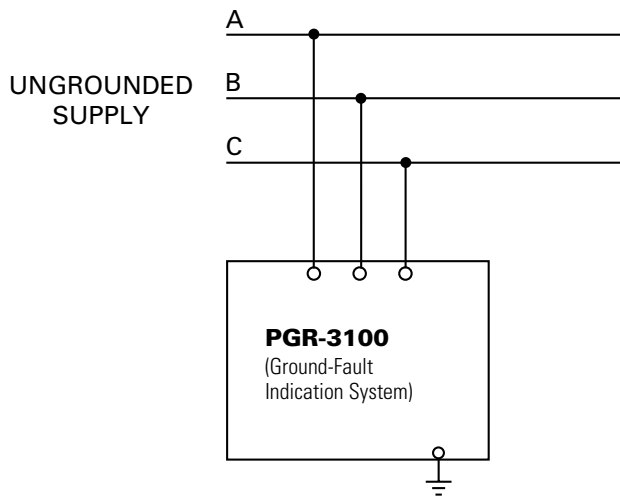 A
UNGROUNDED
SUPPLY
B
C
PGR-3100
(Ground-Fault
Indication System)